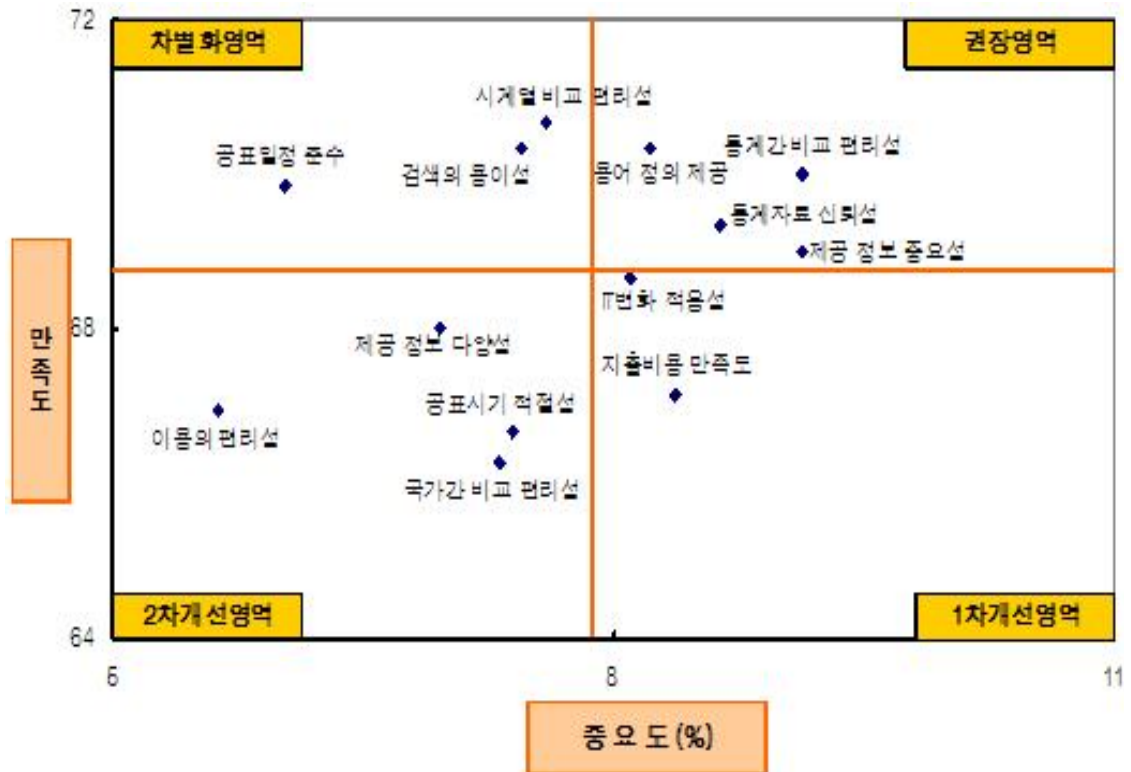 72
차별화영역
권장영역
시계열 비교 편리성
공표일정 준수
검색의 용이성
용어 정의 제공
통계간 비교 편리성
통계자료 신뢰성
제공 정보 중요성
IT변화 적용성
만족도
68
제공 정보 다양성
지출비용 만족도
공표시기 적절성
이용의 편리성
국가간 비교 편리성
2차개선영역
1차개선영역
64
5
8
11
중요도(%)